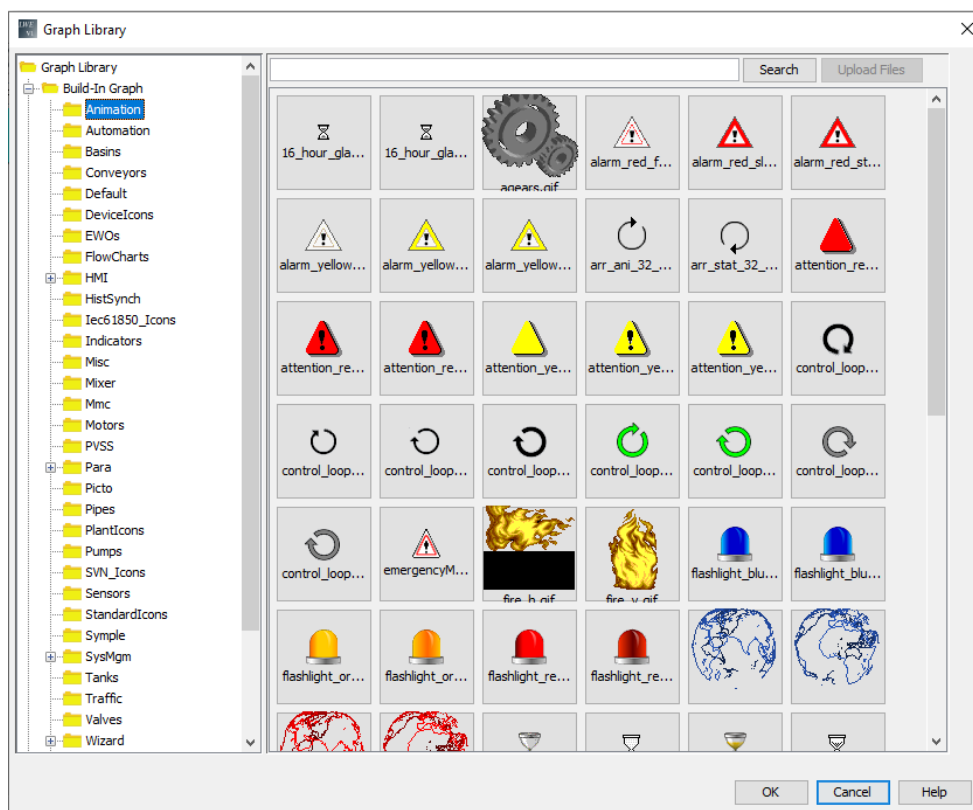 Graph Library
Graph Library
Build-In Graph
Animation
Automation
Basins
Conveyors
Default
DeviceIcons
EWOs
FlowCharts
HMI
HistSynch
Iec61850_Icons
Indicators
Misc
Mixer
Mmc
Motors
PVSS
Para
Picto
Pipes
PlantIcons
Pumps
SVN_Icons
Sensors
StandardIcons
Symple
SysMgm
Tanks
Traffic
Valves
Wizard
Search Upload Files
16_hour_gla... 16_hour_gla... agears.gif alarm_red_f... alarm_red_sl... alarm_red_st...
alarm_yellow... alarm_yellow... alarm_yellow... arr_ani_32_... arr_stat_32_... attention_re...
attention_re... attention_re... attention_ye... attention_ye... attention_ye... control_loop...
control_loop... control_loop... control_loop... control_loop... control_loop... control_loop...
control_loop... emergencyM... fire_h.gif fire_v.gif flashlight_blu... flashlight_blu...
flashlight_or... flashlight_or... flashlight_re... flashlight_re...
OK Cancel Help